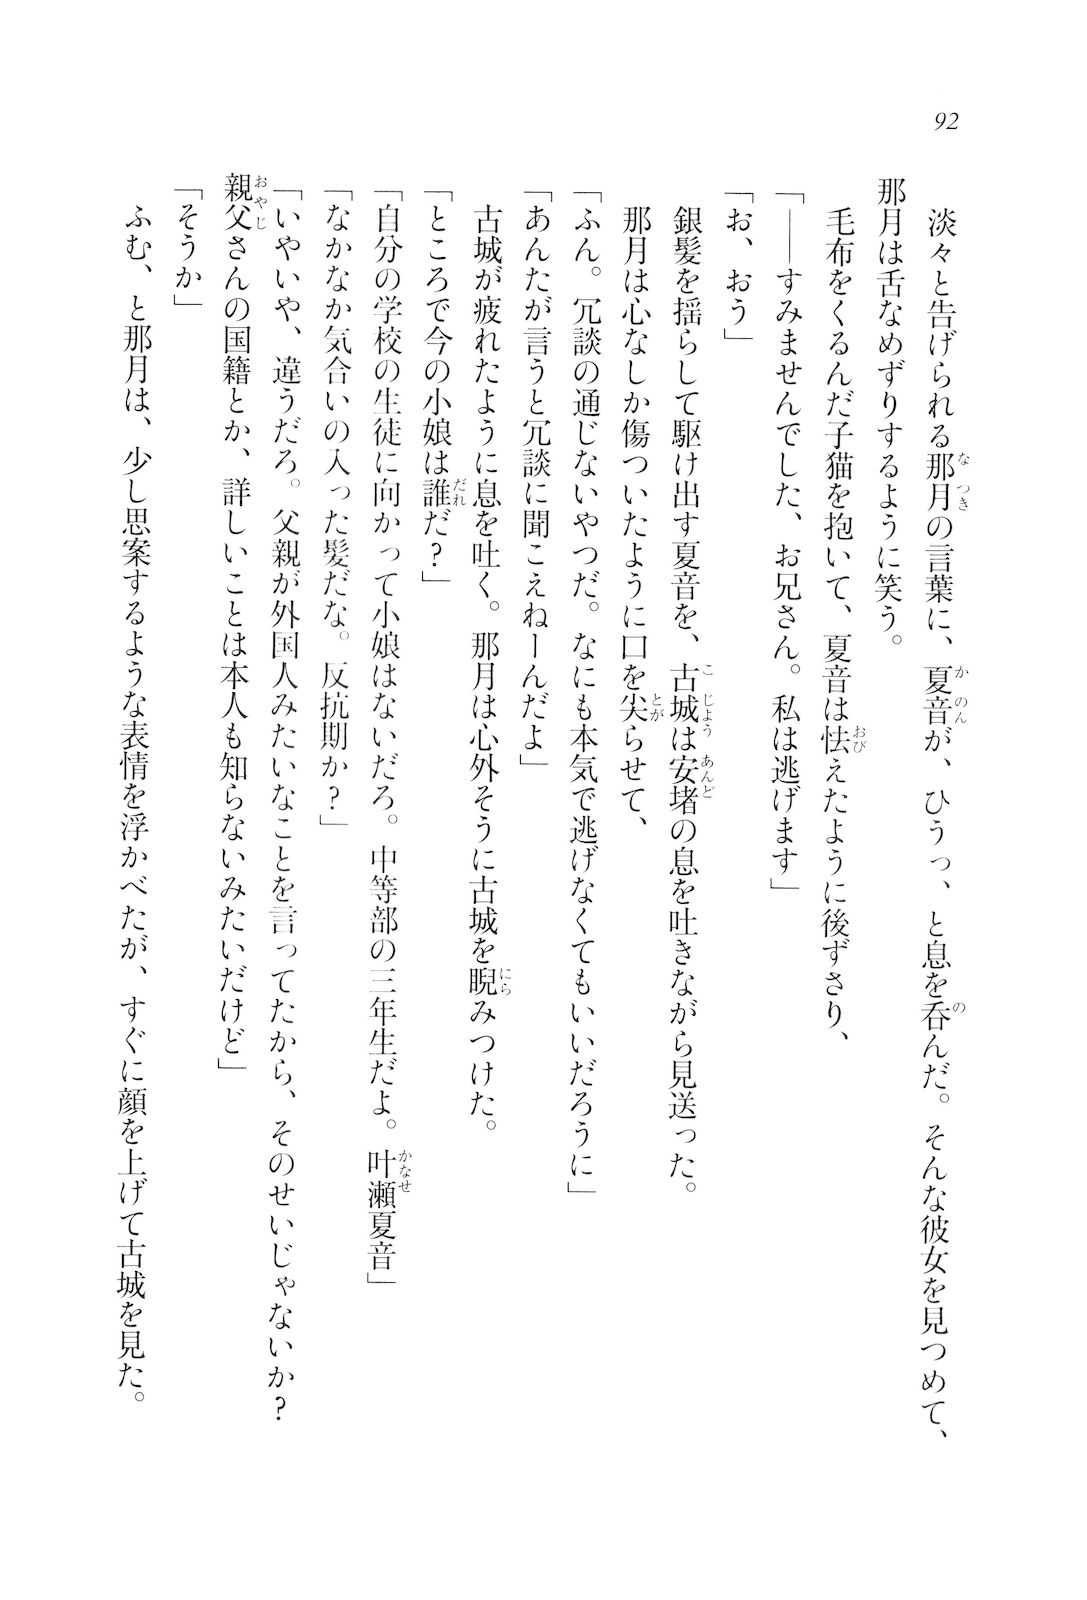 92
淡々と告げられる那月の言葉に、夏音が、ひうっ、と息を呑んだ。そんな彼女を見つめて、
那月は舌なめずりするように笑う。
毛布をくるんだ子猫を抱いて、夏音は怯えたように後ずさり、
「――すみませんでした、お兄さん。私は逃げます」
「お、おう」
銀髪を揺らして駆け出す夏音を、古城は安堵の息を吐きながら見送った。
那月は心なしか傷ついたように口を尖らせて、
「ふん。冗談の通じないやつだ。なにも本気で逃げなくてもいいだろうに」
「あんたが言うと冗談に聞こえねーんだよ」
古城が疲れたように息を吐く。那月は心外そうに古城を睨みつけた。
「ところで今の小娘は誰だ？」
「自分の学校の生徒に向かって小娘はないだろ。中等部の三年生だよ。叶瀬夏音」
「なかなか気合いの入った髪だな。反抗期か？」
「いやいや、違うだろ。父親が外国人みたいなことを言ってたから、そのせいじゃないか？
親父さんの国籍とか、詳しいことは本人も知らないみたいだけど」
「そうか」
ふむ、と那月は、少し思案するような表情を浮かべたが、すぐに顔を上げて古城を見た。